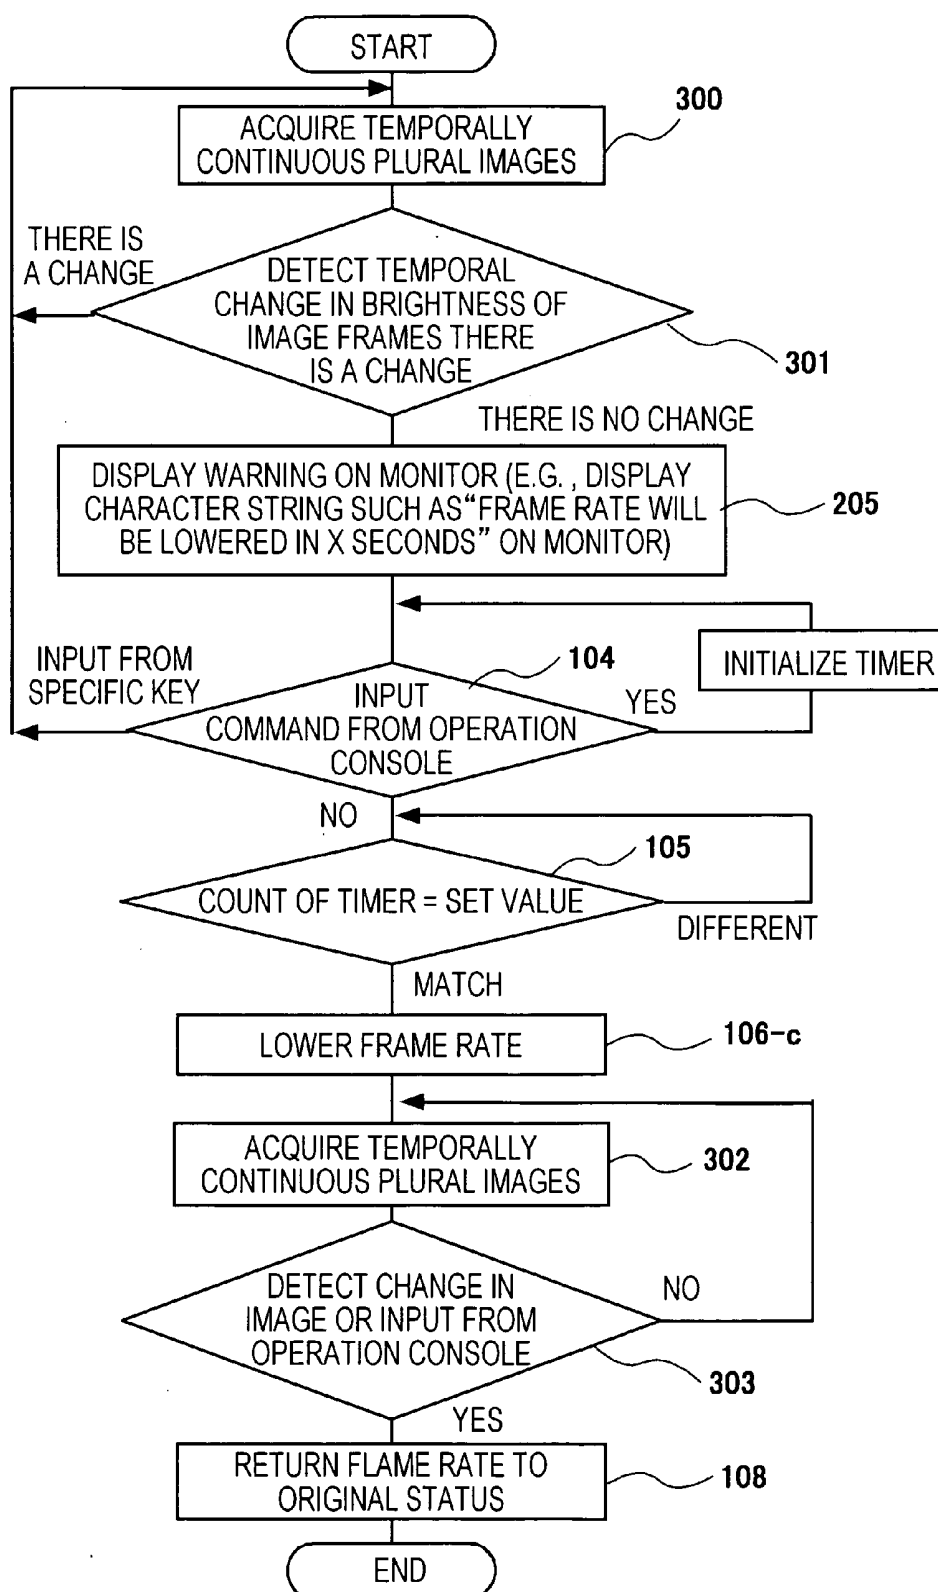 START
300
ACQUIRE TEMPORALLY
CONTINUOUS PLURAL IMAGES
THERE IS
A CHANGE
DETECT TEMPORAL
CHANGE IN BRIGHTNESS OF
IMAGE FRAMES THERE
IS A CHANGE
301
THERE IS NO CHANGE
DISPLAY WARNING ON MONITOR (E.G. , DISPLAY
CHARACTER STRING SUCH AS“FRAME RATE WILL
BE LOWERED IN X SECONDS” ON MONITOR)
205
INPUT FROM
SPECIFIC KEY
104
INPUT
COMMAND FROM OPERATION
CONSOLE
YES
INITIALIZE TIMER
NO
105
COUNT OF TIMER = SET VALUE
DIFFERENT
MATCH
LOWER FRAME RATE
106-c
ACQUIRE TEMPORALLY
CONTINUOUS PLURAL IMAGES
302
DETECT CHANGE IN
IMAGE OR INPUT FROM
OPERATION CONSOLE
NO
303
YES
RETURN FLAME RATE TO
ORIGINAL STATUS
108
END